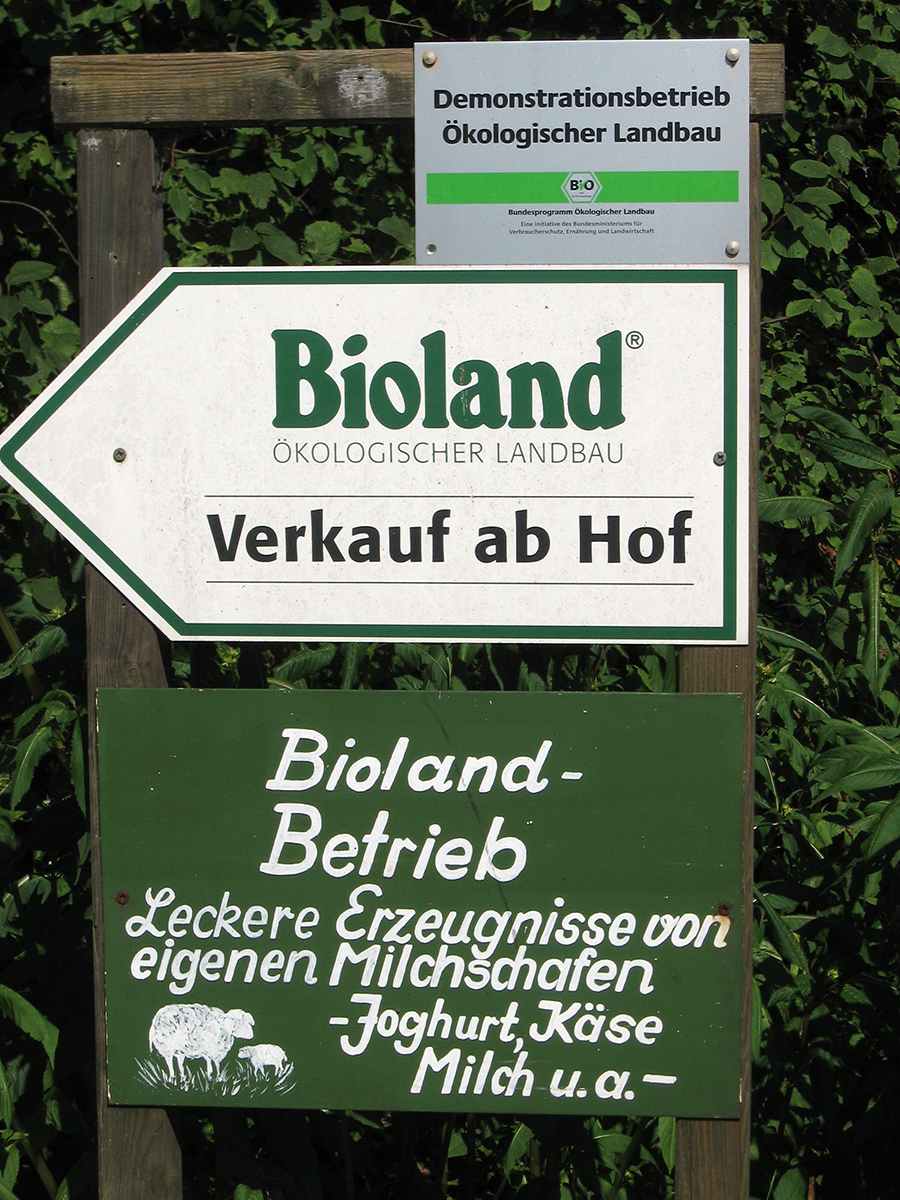 Demonstrationsbetrieb
Ökologischer Landbau
BIO
Bundesprogramm Ökologischer Landbau
Eine Initiative des Bundesministeriums für
Verbraucherschutz, Ernährung und Landwirtschaft
Bioland®
ÖKOLOGISCHER LANDBAU
Verkauf ab Hof
Bioland-
Betrieb
Leckere Erzeugnisse von
eigenen Milchschafen
-Joghurt, Käse
Milch u.a.-